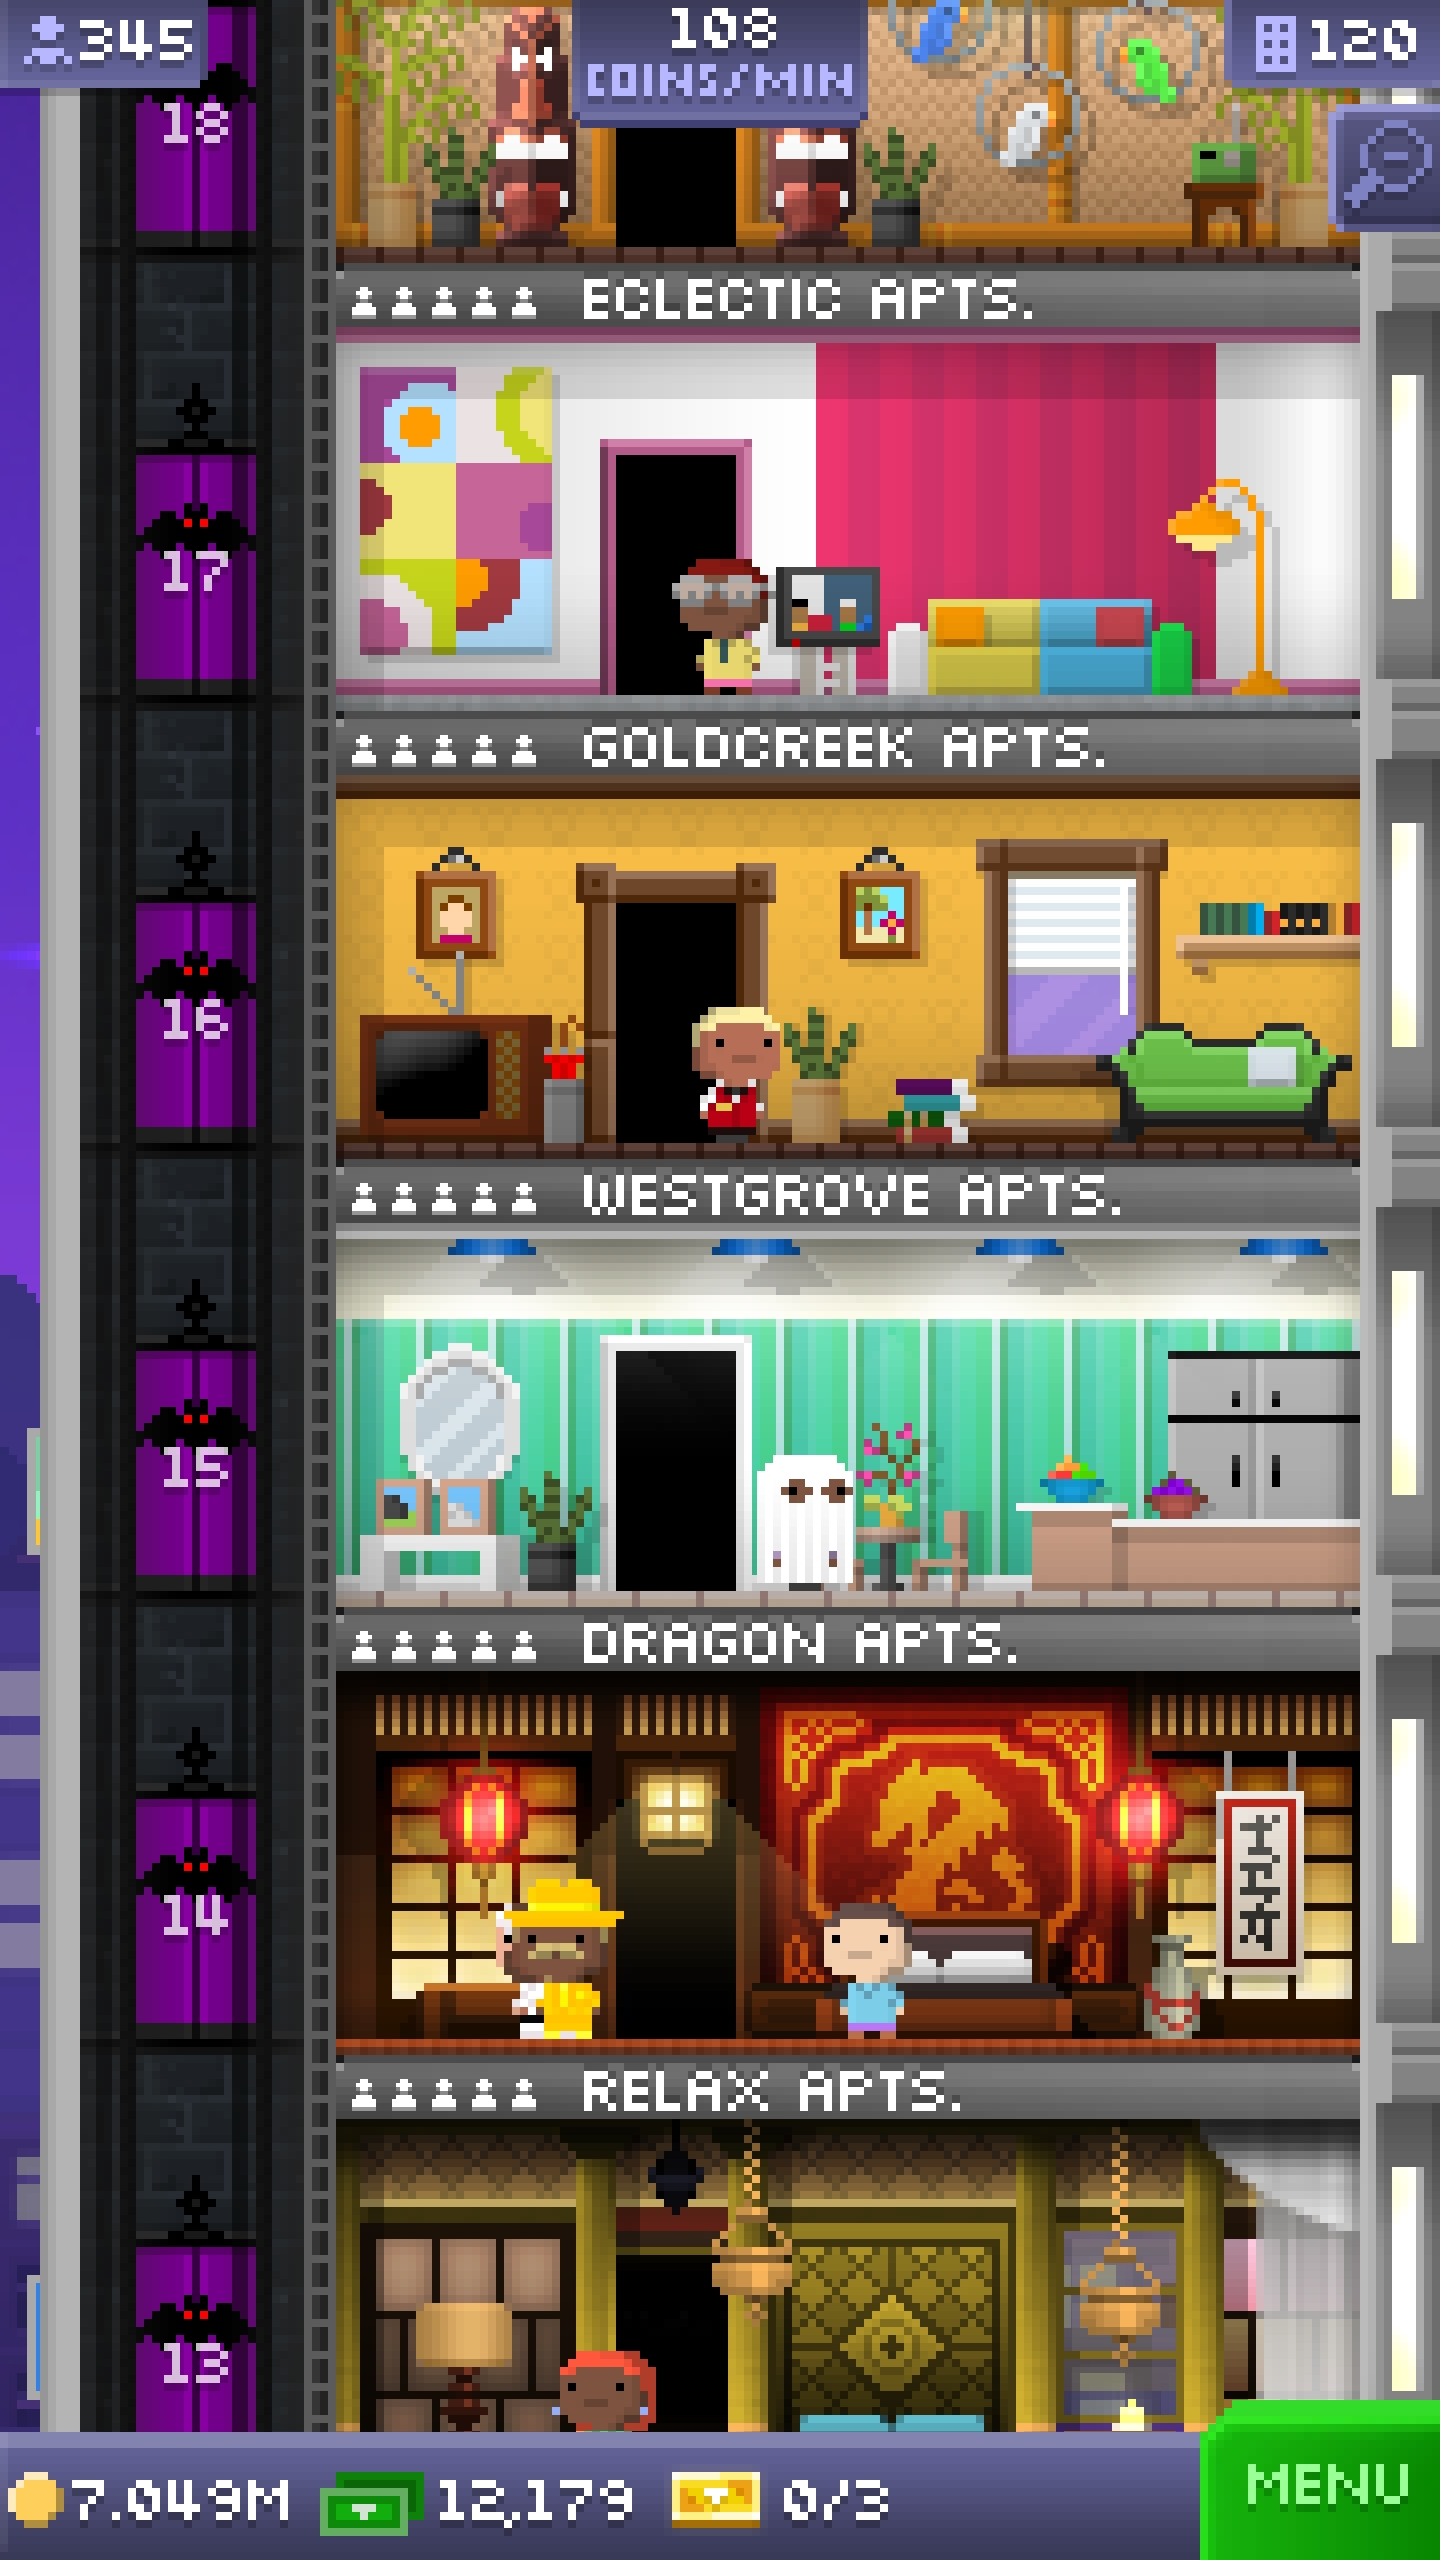 345
108
COINS/MIN
120
18
ECLECTIC APTS.
17
GOLDCREEK APTS.
16
WESTGROVE APTS.
15
DRAGON APTS.
14
RELAX APTS.
13
7.049M
12,179
0/3
MENU